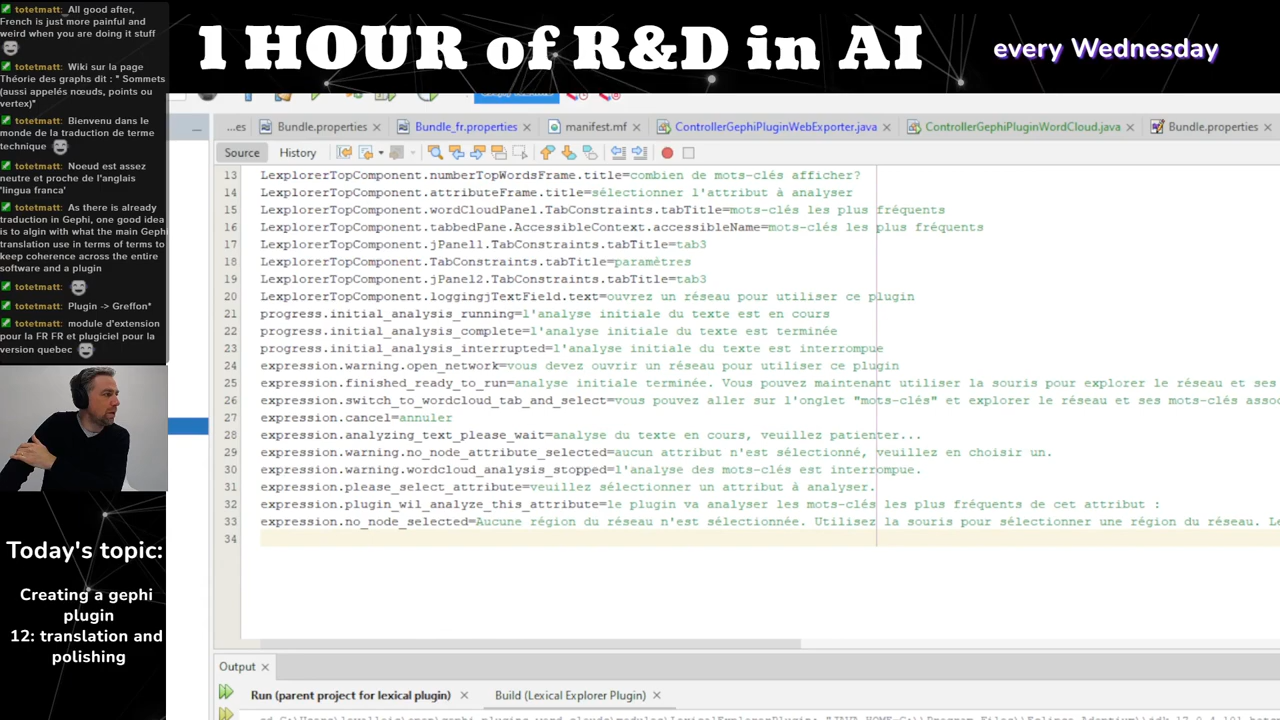 1 HOUR of R&D in AI
every Wednesday
totetmatt: All good after,
French is just more painful and
weird when you are doing it stuff
totetmatt: Wiki sur la page
Théorie des graphs dit : " Sommets
(aussi appelés nœuds, points ou
vertex)"
totetmatt: Bienvenu dans le
monde de la traduction de terme
technique
totetmatt: Noeud est assez
neutre et proche de l'anglais
'lingua franca'
totetmatt: As there is already
traduction in Gephi, one good idea
is to algin with what the main Gephi
translation use in terms of terms to
keep coherence across the entire
software and a plugin
totetmatt:
totetmatt: Plugin -> Greffon*
totetmatt: module d'extension
pour la FR FR et plugiciel pour la
version quebec
Today's topic:
Creating a gephi
plugin
12: translation and
polishing
...es Bundle.properties Bundle_fr.properties manifest.mf ControllerGephiPluginWebExporter.java ControllerGephiPluginWordCloud.java Bundle.properties
Source History
13 LexplorerTopComponent.numberTopWordsFrame.title=combien de mots-clés afficher?
14 LexplorerTopComponent.attributeFrame.title=sélectionner l'attribut à analyser
15 LexplorerTopComponent.wordCloudPanel.TabConstraints.tabTitle=mots-clés les plus fréquents
16 LexplorerTopComponent.tabbedPane.AccessibleContext.accessibleName=mots-clés les plus fréquents
17 LexplorerTopComponent.jPanel1.TabConstraints.tabTitle=tab3
18 LexplorerTopComponent.TabConstraints.tabTitle=paramètres
19 LexplorerTopComponent.jPanel2.TabConstraints.tabTitle=tab3
20 LexplorerTopComponent.loggingjTextField.text=ouvrez un réseau pour utiliser ce plugin
21 progress.initial_analysis_running=l'analyse initiale du texte est en cours
22 progress.initial_analysis_complete=l'analyse initiale du texte est terminée
23 progress.initial_analysis_interrupted=l'analyse initiale du texte est interrompue
24 expression.warning.open_network=vous devez ouvrir un réseau pour utiliser ce plugin
25 expression.finished_ready_to_run=analyse initiale terminée. Vous pouvez maintenant utiliser la souris pour explorer le réseau et ses
26 expression.switch_to_wordcloud_tab_and_select=vous pouvez aller sur l'onglet "mots-clés" et explorer le réseau et ses mots-clés asso
27 expression.cancel=annuler
28 expression.analyzing_text_please_wait=analyse du texte en cours, veuillez patienter...
29 expression.warning.no_node_attribute_selected=aucun attribut n'est sélectionné, veuillez en choisir un.
30 expression.warning.wordcloud_analysis_stopped=l'analyse des mots-clés est interrompue.
31 expression.please_select_attribute=veuillez sélectionner un attribut à analyser.
32 expression.plugin_wil_analyze_this_attribute=le plugin va analyser les mots-clés les plus fréquents de cet attribut :
33 expression.no_node_selected=Aucune région du réseau n'est sélectionnée. Utilisez la souris pour sélectionner une région du réseau. Le
34
Output
Run (parent project for lexical plugin) Build (Lexical Explorer Plugin)